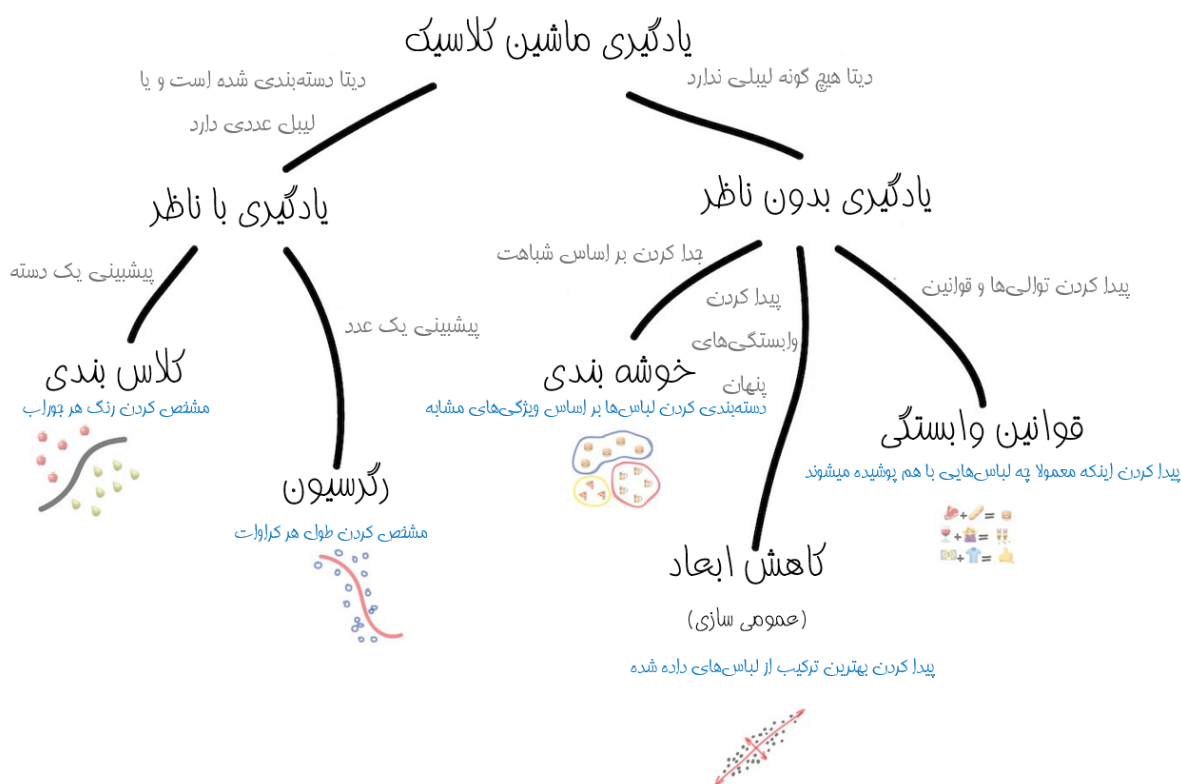 یادگیری ماشین کلاسیک
دیتا هیچ گونه لیبلی ندارد
دیتا دسته‌بندی شده است و یا
لیبل عددی دارد
یادگیری بدون ناظر
یادگیری با ناظر
پیدا کردن توالی‌ها و قوانین
جدا کردن بر اساس شباهت
پیدا کردن
وابستگی‌های
پنهان
پیشبینی یک عدد
پیشبینی یک دسته
قوانین وابستگی
پیدا کردن اینکه معمولا چه لباس‌هایی با هم پوشیده میشوند
خوشه بندی
دسته‌بندی کردن لباس‌ها بر اساس ویژگی‌های مشابه
کلاس بندی
مشخص کردن رنگ هر جوراب
رگرسیون
مشخص کردن طول هر کراوات
کاهش ابعاد
(عمومی سازی)
پیدا کردن بهترین ترکیب از لباس‌های داده شده